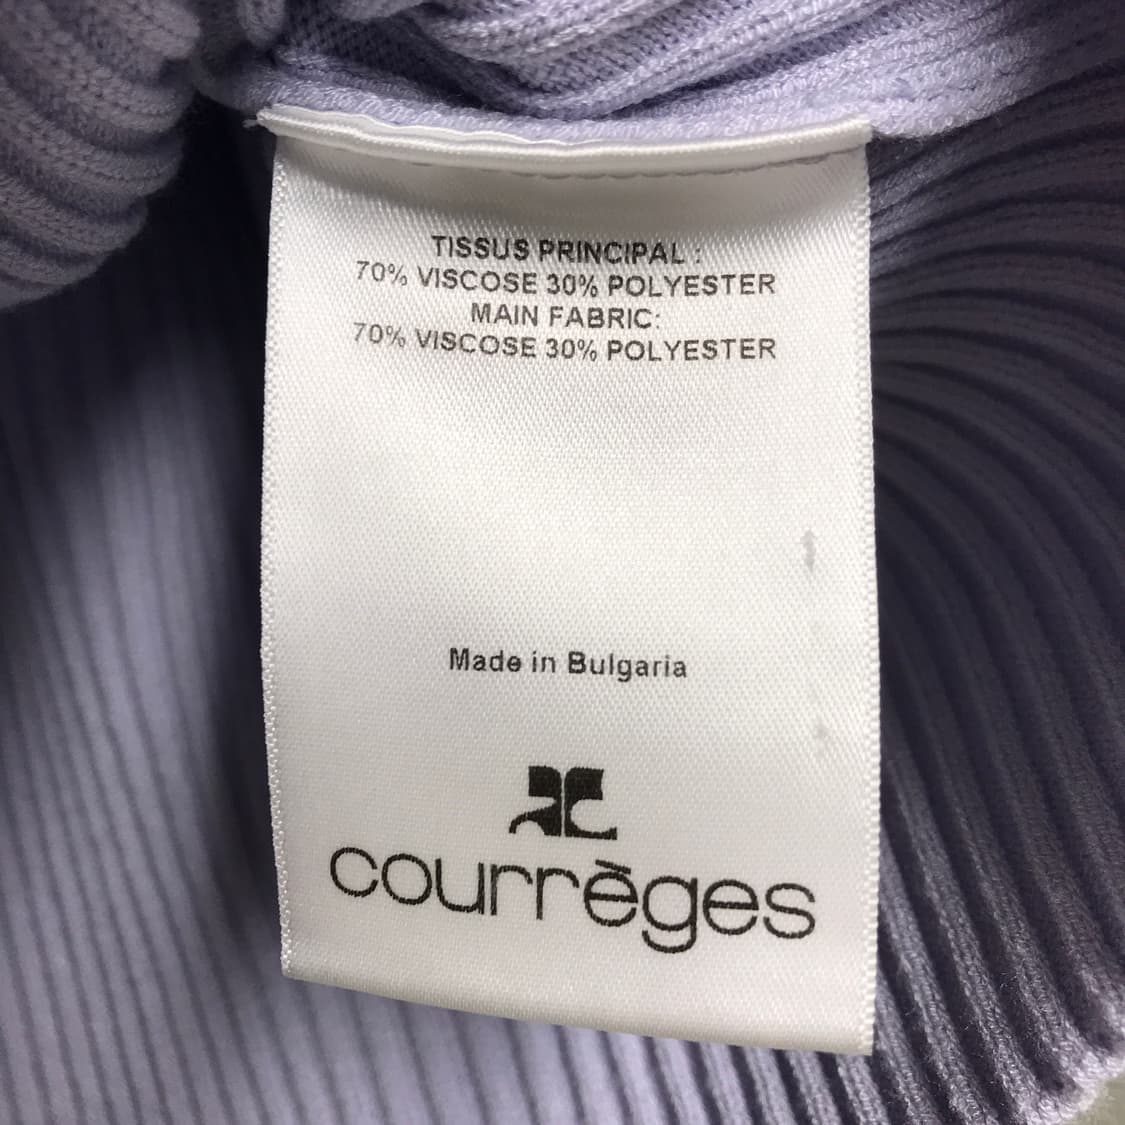 TISSUS PRINCIPAL :
70% VISCOSE 30% POLYESTER
MAIN FABRIC:
70% VISCOSE 30% POLYESTER
Made in Bulgaria
courrèges